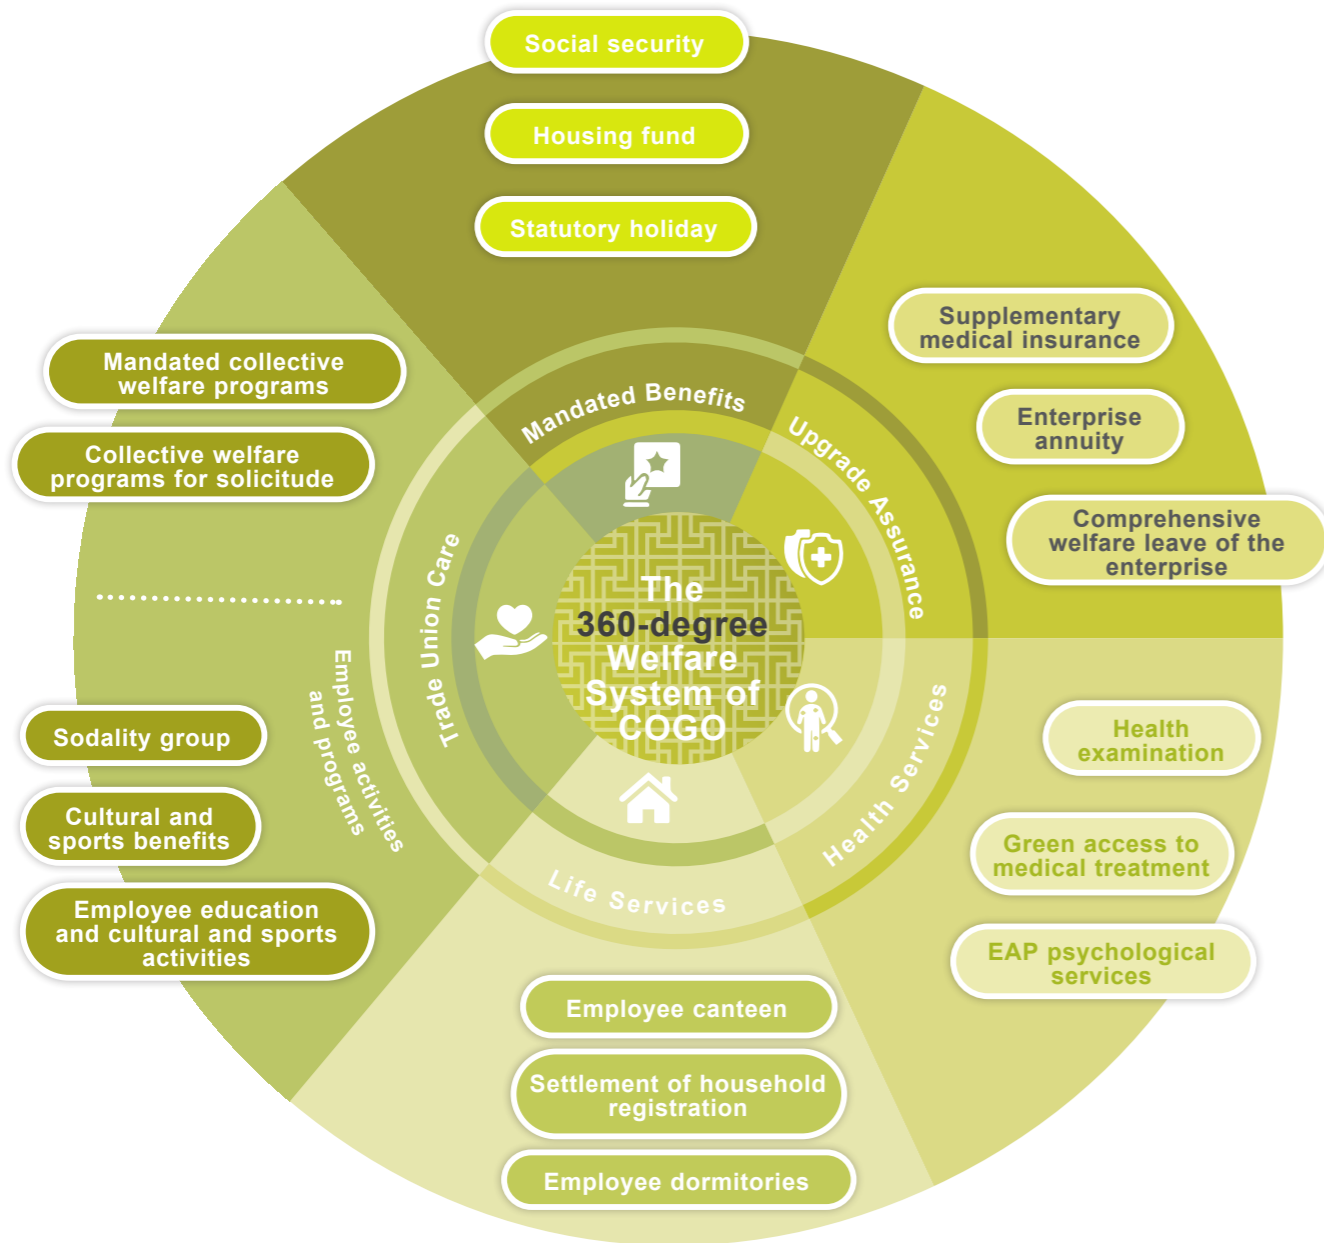 Social security
Housing fund
Statutory holiday
Mandated Benefits
Supplementary
medical insurance
Enterprise
annuity
Comprehensive
welfare leave of the
enterprise
Upgrade Assurance
Health
examination
Green access to
medical treatment
EAP psychological
services
Health Services
Employee canteen
Settlement of household
registration
Employee dormitories
Life Services
Mandated collective
welfare programs
Collective welfare
programs for solicitude
Employee activities
and programs
Sodality group
Cultural and
sports benefits
Employee education
and cultural and sports
activities
Trade Union Care
The
360-degree
Welfare
System of
COGO